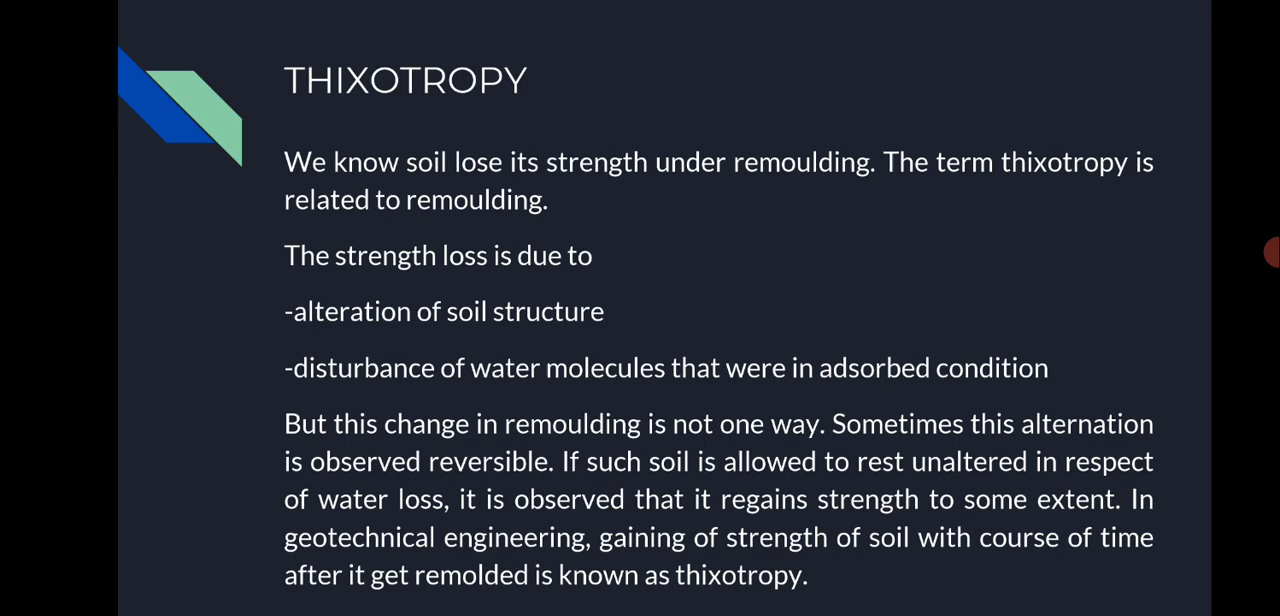 THIXOTROPY
We know soil lose its strength under remoulding. The term thixotropy is
related to remoulding.
The strength loss is due to
-alteration of soil structure
-disturbance of water molecules that were in adsorbed condition
But this change in remoulding is not one way. Sometimes this alternation
is observed reversible. If such soil is allowed to rest unaltered in respect
of water loss, it is observed that it regains strength to some extent. In
geotechnical engineering, gaining of strength of soil with course of time
after it get remolded is known as thixotropy.